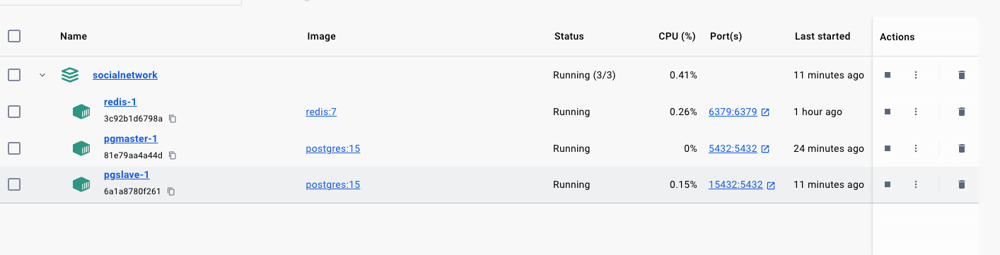 Name Image Status CPU (%) Port(s) Last started Actions
socialnetwork Running (3/3) 0.41% 11 minutes ago
redis-1
3c92b1d6798a redis:7 Running 0.26% 6379:6379 1 hour ago
pgmaster-1
81e79aa4a44d postgres:15 Running 0% 5432:5432 24 minutes ago
pgslave-1
6a1a8780f261 postgres:15 Running 0.15% 15432:5432 11 minutes ago